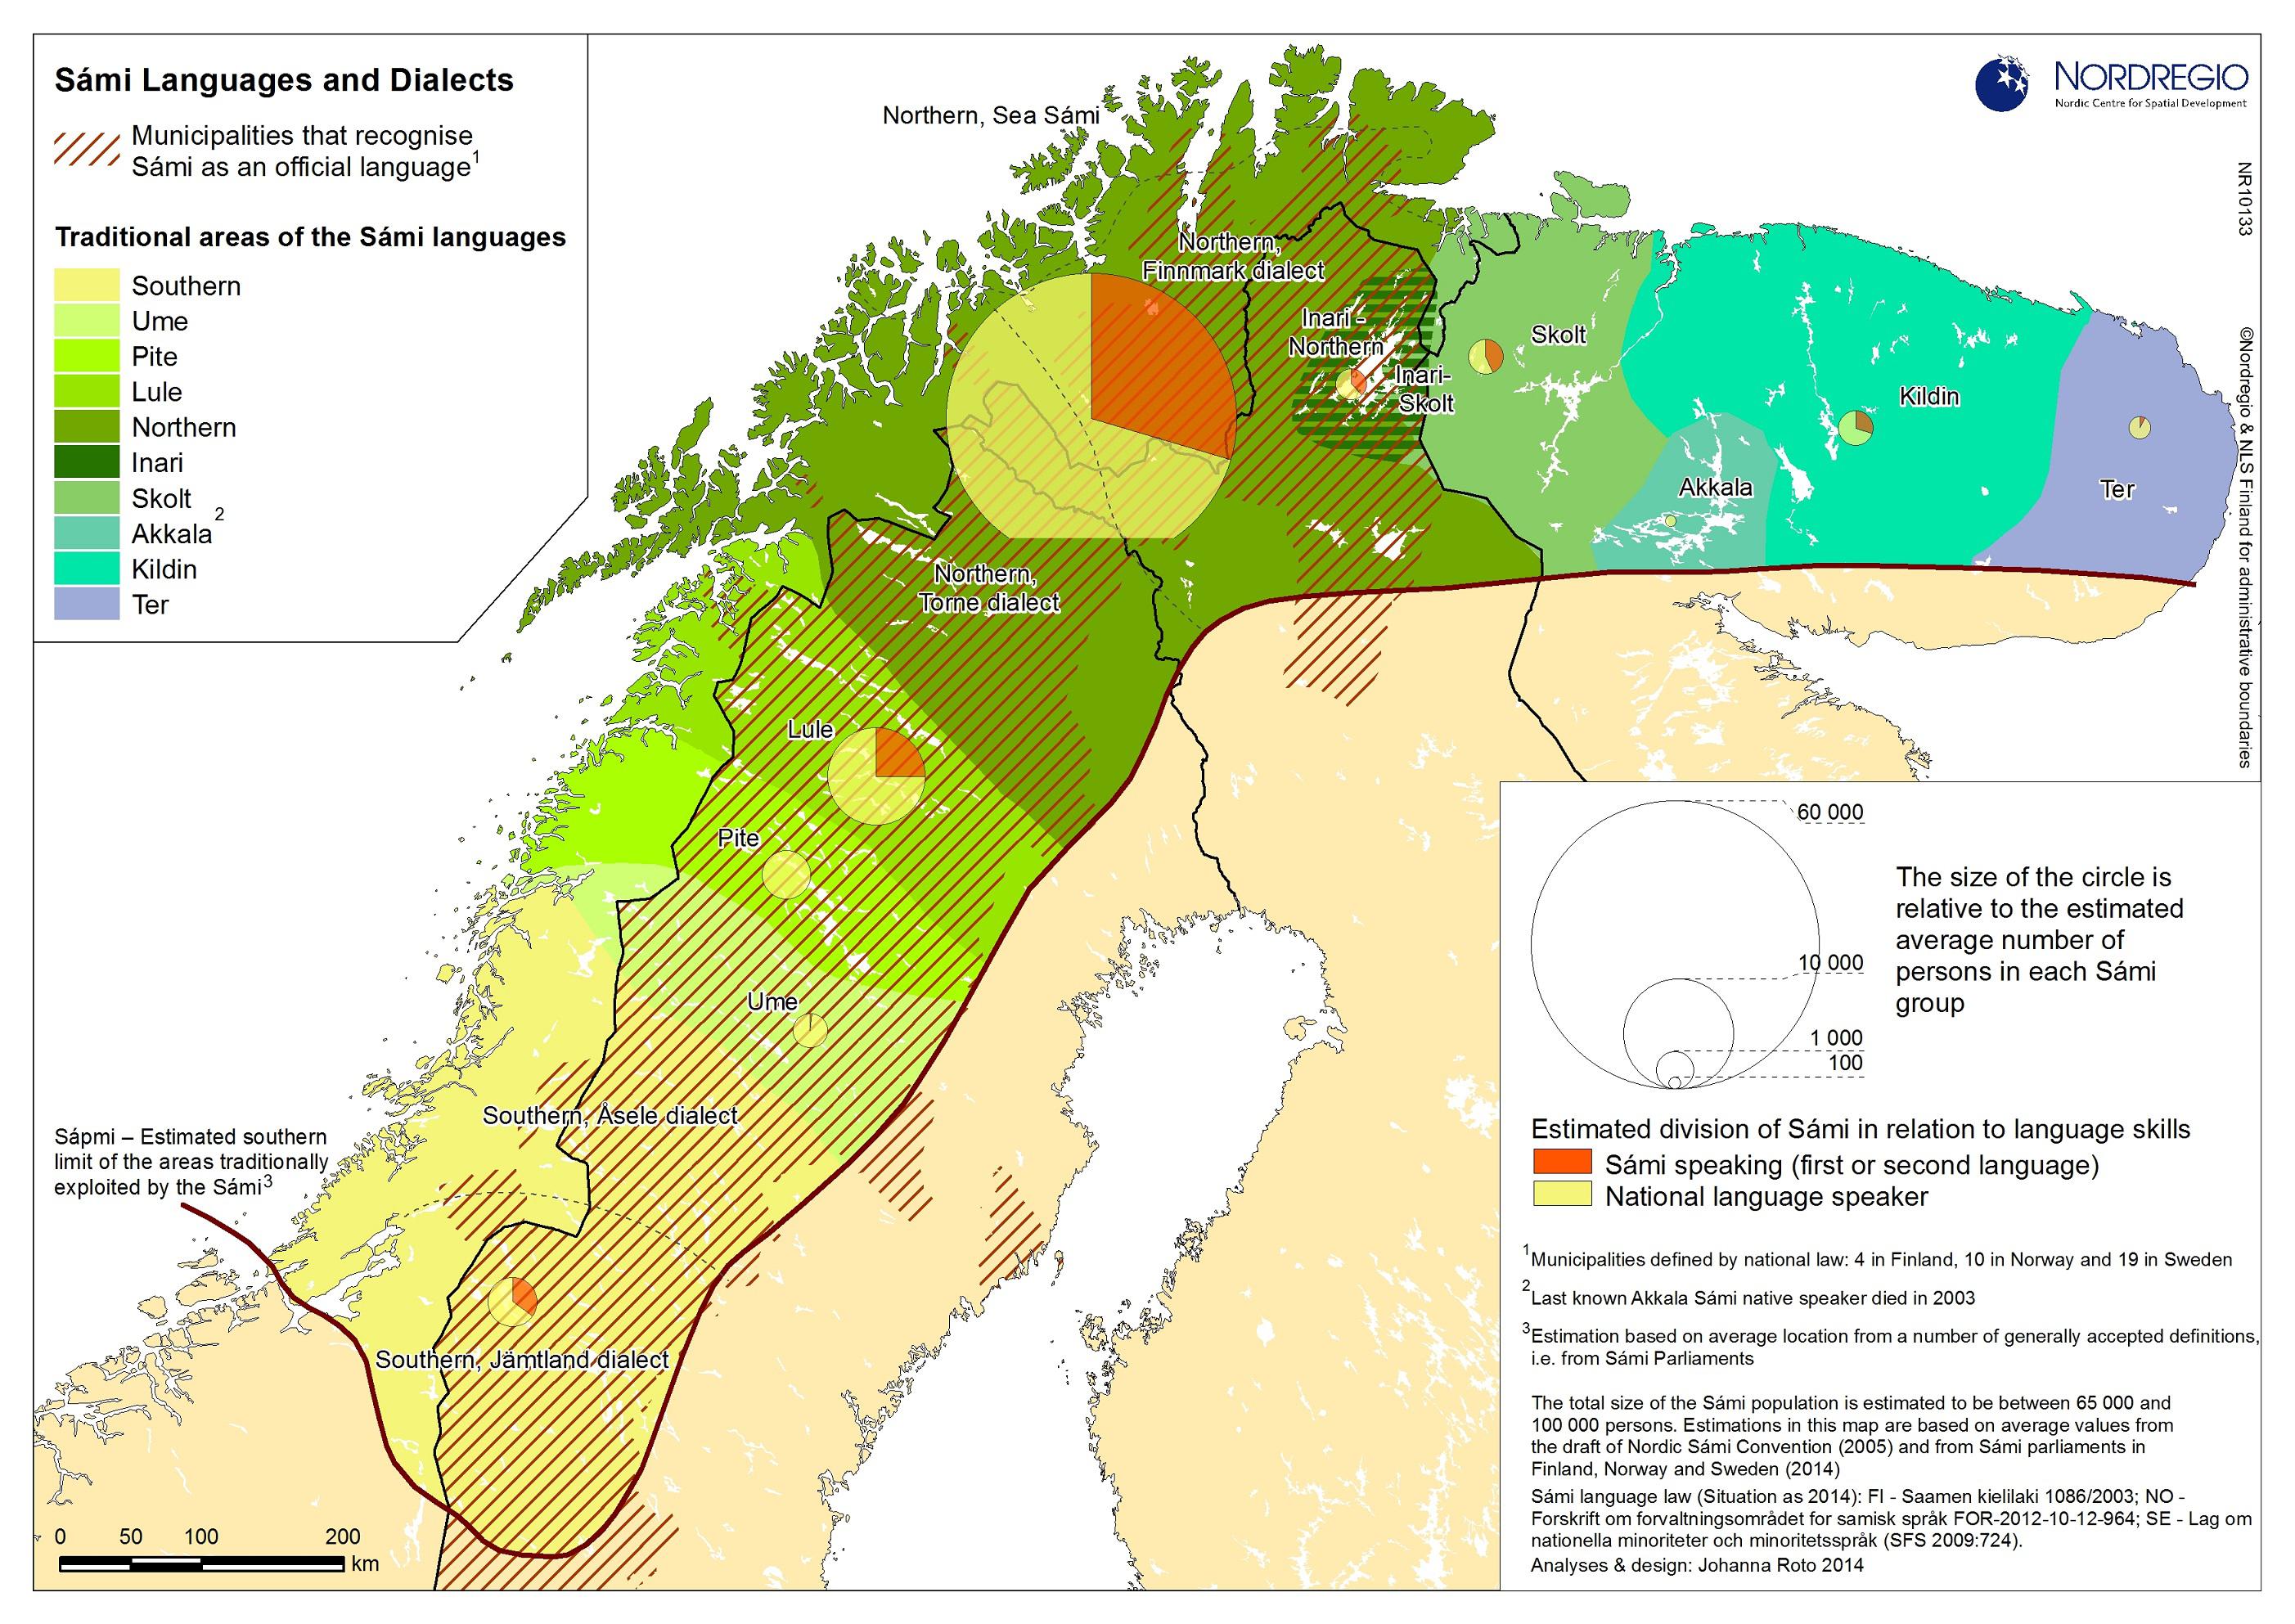 Sámi Languages and Dialects
Municipalities that recognise
Sámi as an official language1
Traditional areas of the Sámi languages
Southern
Ume
Pite
Lule
Northern
Inari
Skolt
Akkala2
Kildin
Ter
NORDREGIO
Nordic Centre for Spatial Development
NR10133
©Nordregio & NLS Finland for administrative boundaries
Northern, Sea Sámi
Northern,
Finnmark dialect
Inari -
Northern
Inari-
Skolt
Skolt
Kildin
Akkala
Ter
Northern,
Torne dialect
Lule
Pite
Ume
Southern, Åsele dialect
Southern, Jämtland dialect
Sápmi – Estimated southern
limit of the areas traditionally
exploited by the Sámi3
0 50 100 200
km
60 000
10 000
1 000
100
The size of the circle is
relative to the estimated
average number of
persons in each Sámi
group
Estimated division of Sámi in relation to language skills
Sámi speaking (first or second language)
National language speaker
1Municipalities defined by national law: 4 in Finland, 10 in Norway and 19 in Sweden
2Last known Akkala Sámi native speaker died in 2003
3Estimation based on average location from a number of generally accepted definitions,
i.e. from Sámi Parliaments
The total size of the Sámi population is estimated to be between 65 000 and
100 000 persons. Estimations in this map are based on average values from
the draft of Nordic Sámi Convention (2005) and from Sámi parliaments in
Finland, Norway and Sweden (2014)
Sámi language law (Situation as 2014): FI - Saamen kielilaki 1086/2003; NO -
Forskrift om forvaltningsområdet for samisk språk FOR-2012-10-12-964; SE - Lag om
nationella minoriteter och minoritetsspråk (SFS 2009:724).
Analyses & design: Johanna Roto 2014